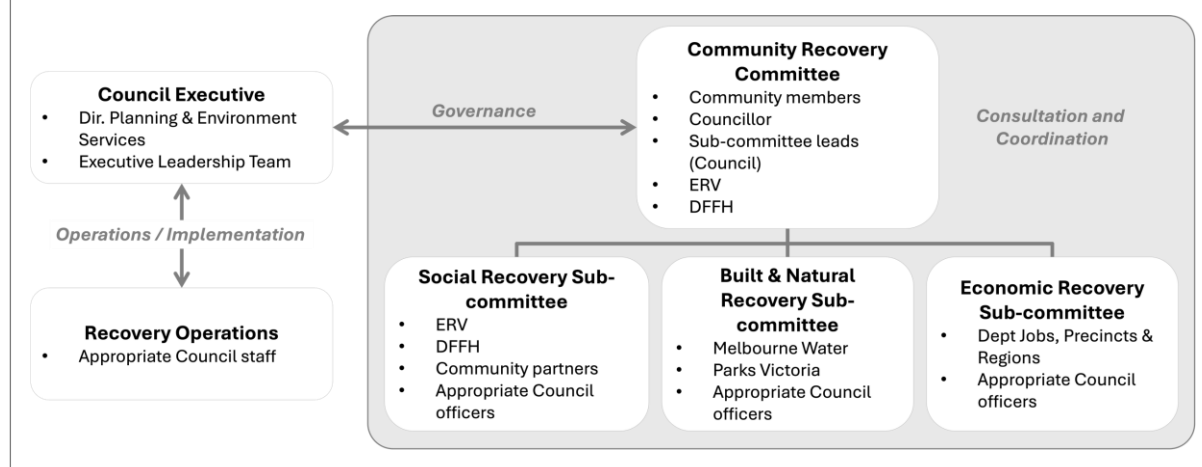 Council Executive
• Dir. Planning & Environment
Services
• Executive Leadership Team
Governance
Community Recovery
Committee
• Community members
• Councillor
• Sub-committee leads
(Council)
• ERV
• DFFH
Consultation and
Coordination
Operations / Implementation
Recovery Operations
• Appropriate Council staff
Social Recovery Sub-
committee
• ERV
• DFFH
• Community partners
• Appropriate Council
officers
Built & Natural
Recovery Sub-
committee
• Melbourne Water
• Parks Victoria
• Appropriate Council
officers
Economic Recovery
Sub-committee
• Dept Jobs, Precincts &
Regions
• Appropriate Council
officers